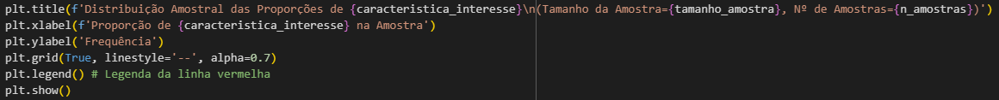 plt.title(f'Distribuição Amostral das Proporções de {caracteristica_interesse}\n(Tamanho da Amostra={tamanho_amostra}, Nº de Amostras={n_amostras})')
plt.xlabel(f'Proporção de {caracteristica_interesse} na Amostra')
plt.ylabel('Frequência')
plt.grid(True, linestyle='--', alpha=0.7)
plt.legend() # Legenda da linha vermelha
plt.show()